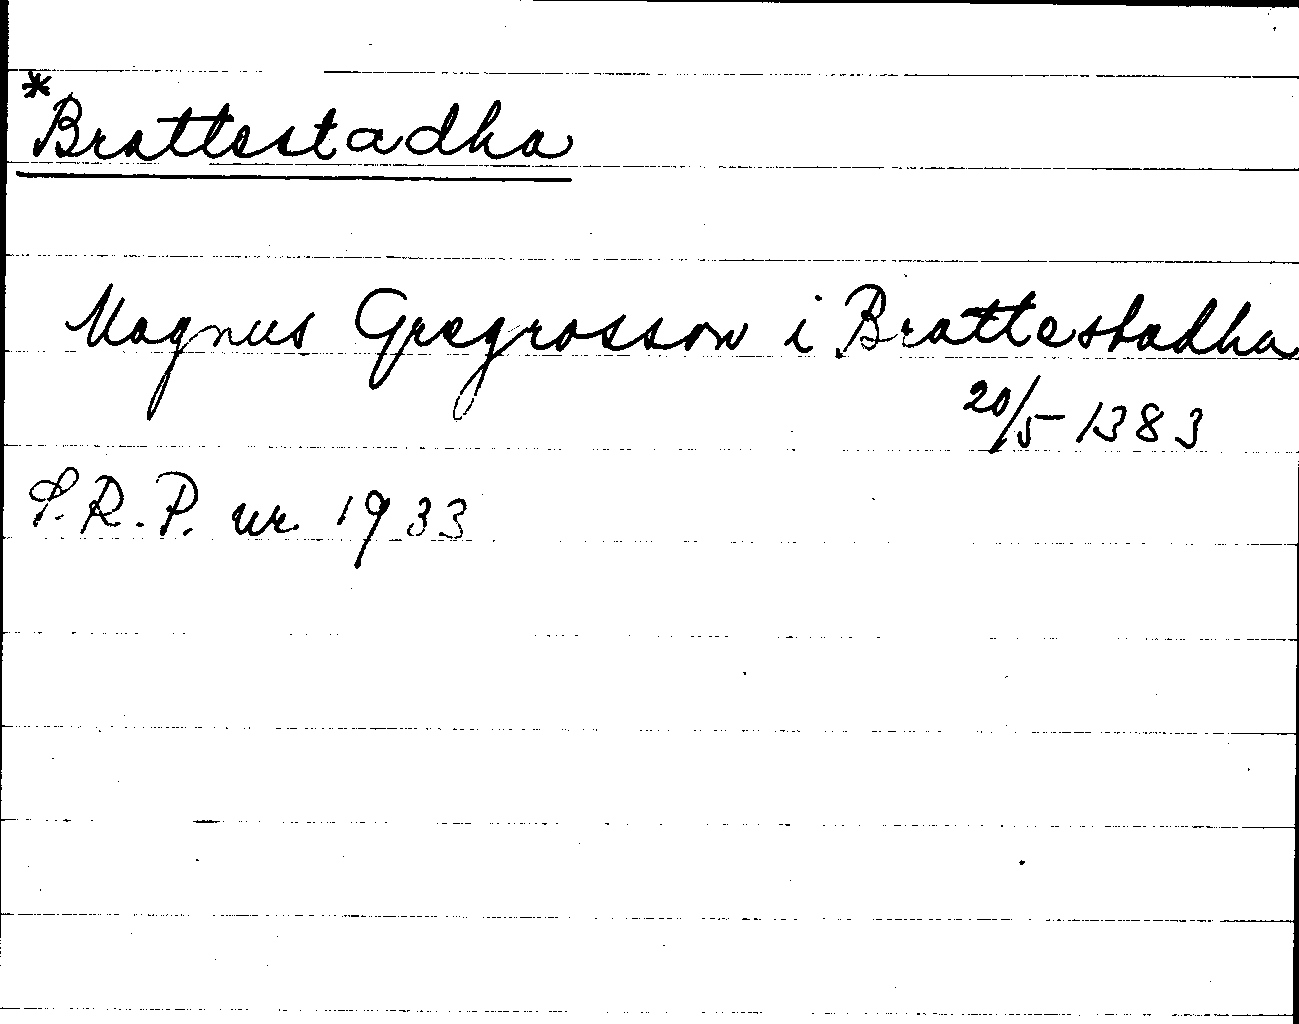 *Brattestadha
Magnus Gregrosson i Brattestadha
20/5 1383
S.R.P. nr 1933